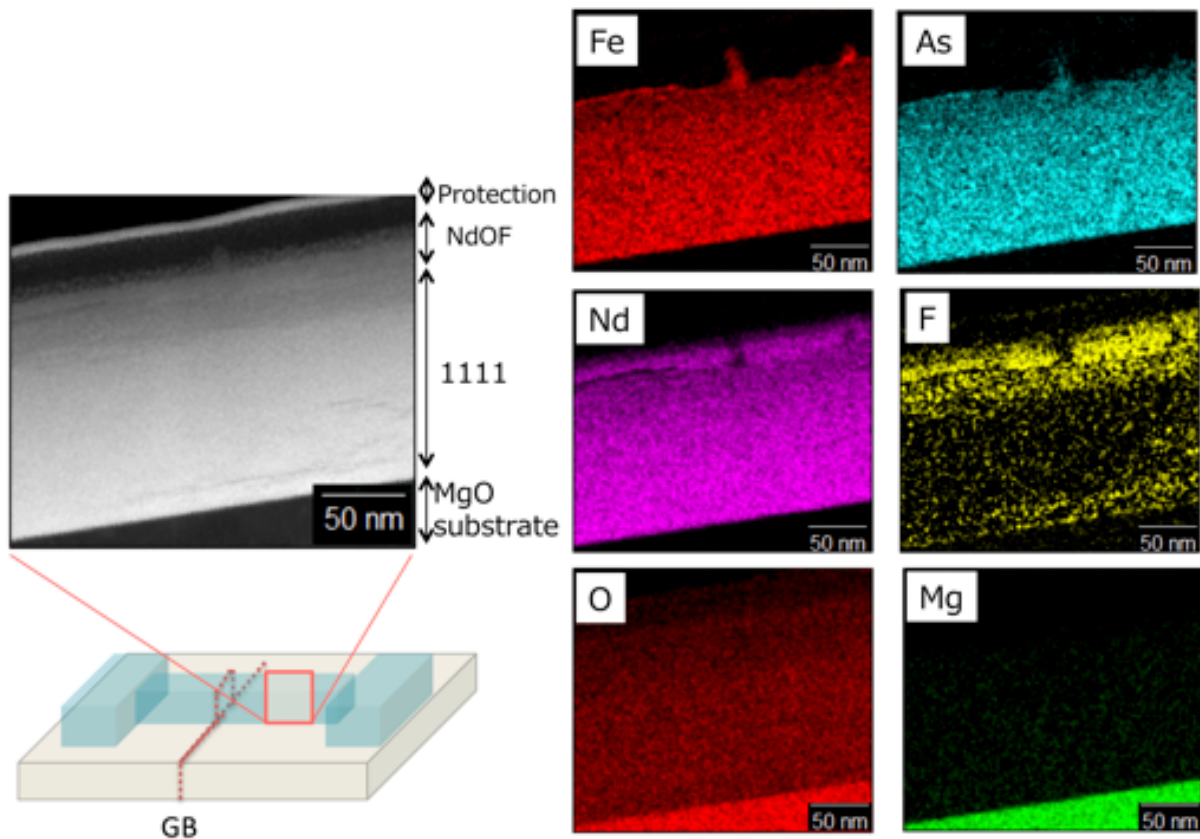 Protection
NdOF
1111
MgO
substrate
50 nm
GB
Fe
50 nm
As
50 nm
Nd
50 nm
F
50 nm
O
50 nm
Mg
50 nm